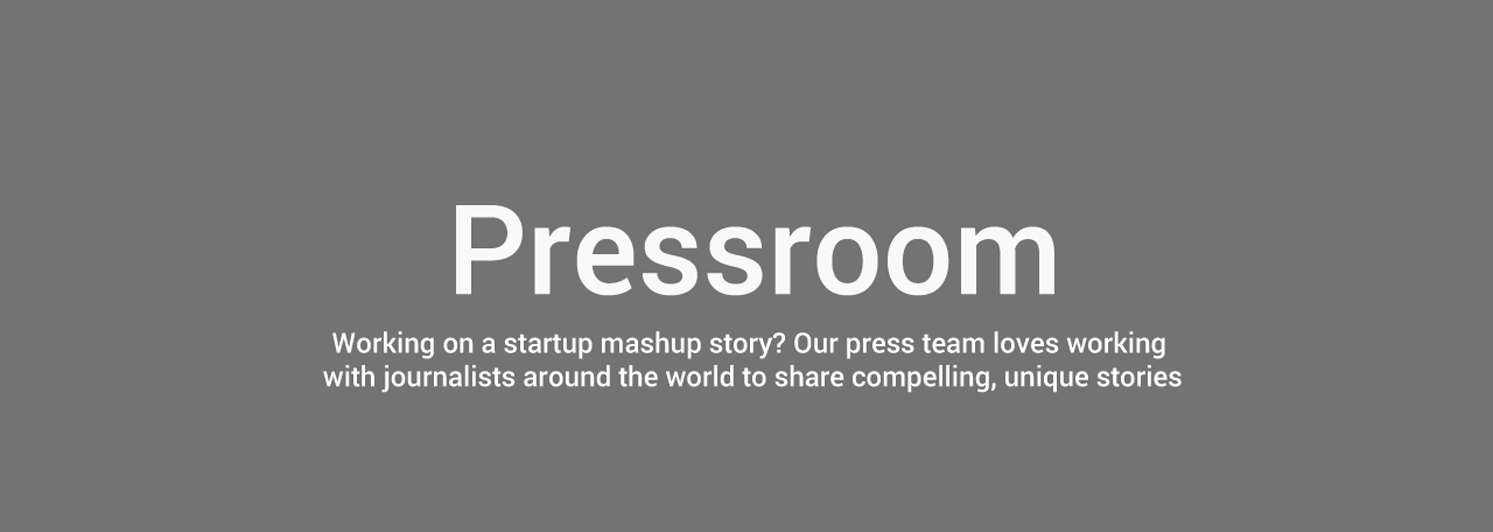 Pressroom
Working on a startup mashup story? Our press team loves working
with journalists around the world to share compelling, unique stories